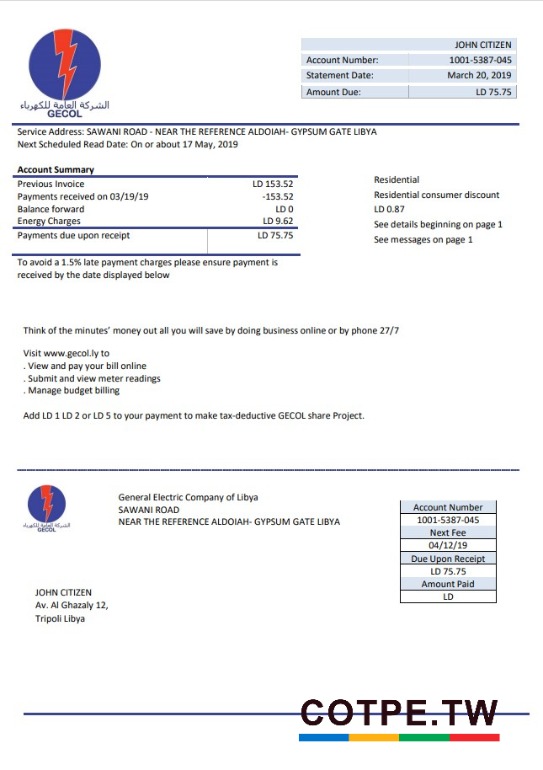 الشركة العامة للكهرباء
GECOL
JOHN CITIZEN
Account Number: 1001-5387-045
Statement Date: March 20, 2019
Amount Due: LD 75.75
Service Address: SAWANI ROAD - NEAR THE REFERENCE ALDOIAH- GYPSUM GATE LIBYA
Next Scheduled Read Date: On or about 17 May, 2019
Account Summary
Previous Invoice LD 153.52
Payments received on 03/19/19 -153.52
Balance forward LD 0
Energy Charges LD 9.62
Payments due upon receipt LD 75.75
Residential
Residential consumer discount
LD 0.87
See details beginning on page 1
See messages on page 1
To avoid a 1.5% late payment charges please ensure payment is
received by the date displayed below
Think of the minutes’ money out all you will save by doing business online or by phone 27/7
Visit www.gecol.ly to
. View and pay your bill online
. Submit and view meter readings
. Manage budget billing
Add LD 1 LD 2 or LD 5 to your payment to make tax-deductive GECOL share Project.
الشركة العامة للكهرباء
GECOL
General Electric Company of Libya
SAWANI ROAD
NEAR THE REFERENCE ALDOIAH- GYPSUM GATE LIBYA
Account Number
1001-5387-045
Next Fee
04/12/19
Due Upon Receipt
LD 75.75
Amount Paid
LD
JOHN CITIZEN
Av. Al Ghazaly 12,
Tripoli Libya
COTPE.TW